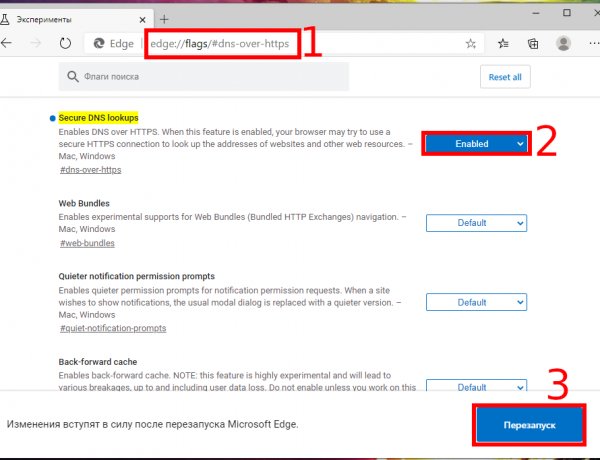 Эксперименты
Edge
edge://flags/#dns-over-https
1
Флаги поиска
Reset all
Secure DNS lookups
Enables DNS over HTTPS. When this feature is enabled, your browser may try to use a
secure HTTPS connection to look up the addresses of websites and other web resources. –
Mac, Windows
#dns-over-https
Enabled
2
Web Bundles
Enables experimental supports for Web Bundles (Bundled HTTP Exchanges) navigation. –
Mac, Windows
#web-bundles
Default
Quieter notification permission prompts
Enables quieter permission prompts for notification permission requests. When a site
wishes to show notifications, the usual modal dialog is replaced with a quieter version. –
Mac, Windows
#quiet-notification-prompts
Default
Back-forward cache
Enables back-forward cache. NOTE: this feature is highly experimental and will lead to
various breakages, up to and including user data loss. Do not enable unless you work on this
Default
3
Изменения вступят в силу после перезапуска Microsoft Edge.
Перезапуск